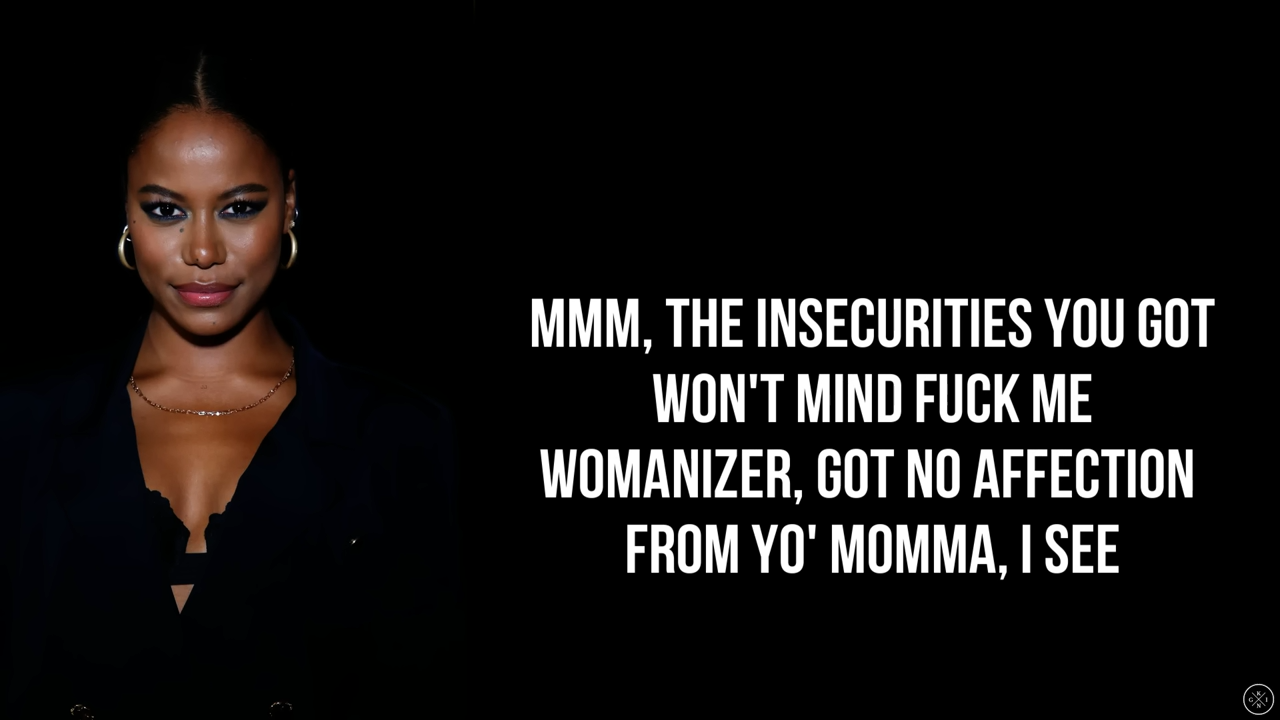 MMM, THE INSECURITIES YOU GOT
WON'T MIND FUCK ME
WOMANIZER, GOT NO AFFECTION
FROM YO' MOMMA, I SEE